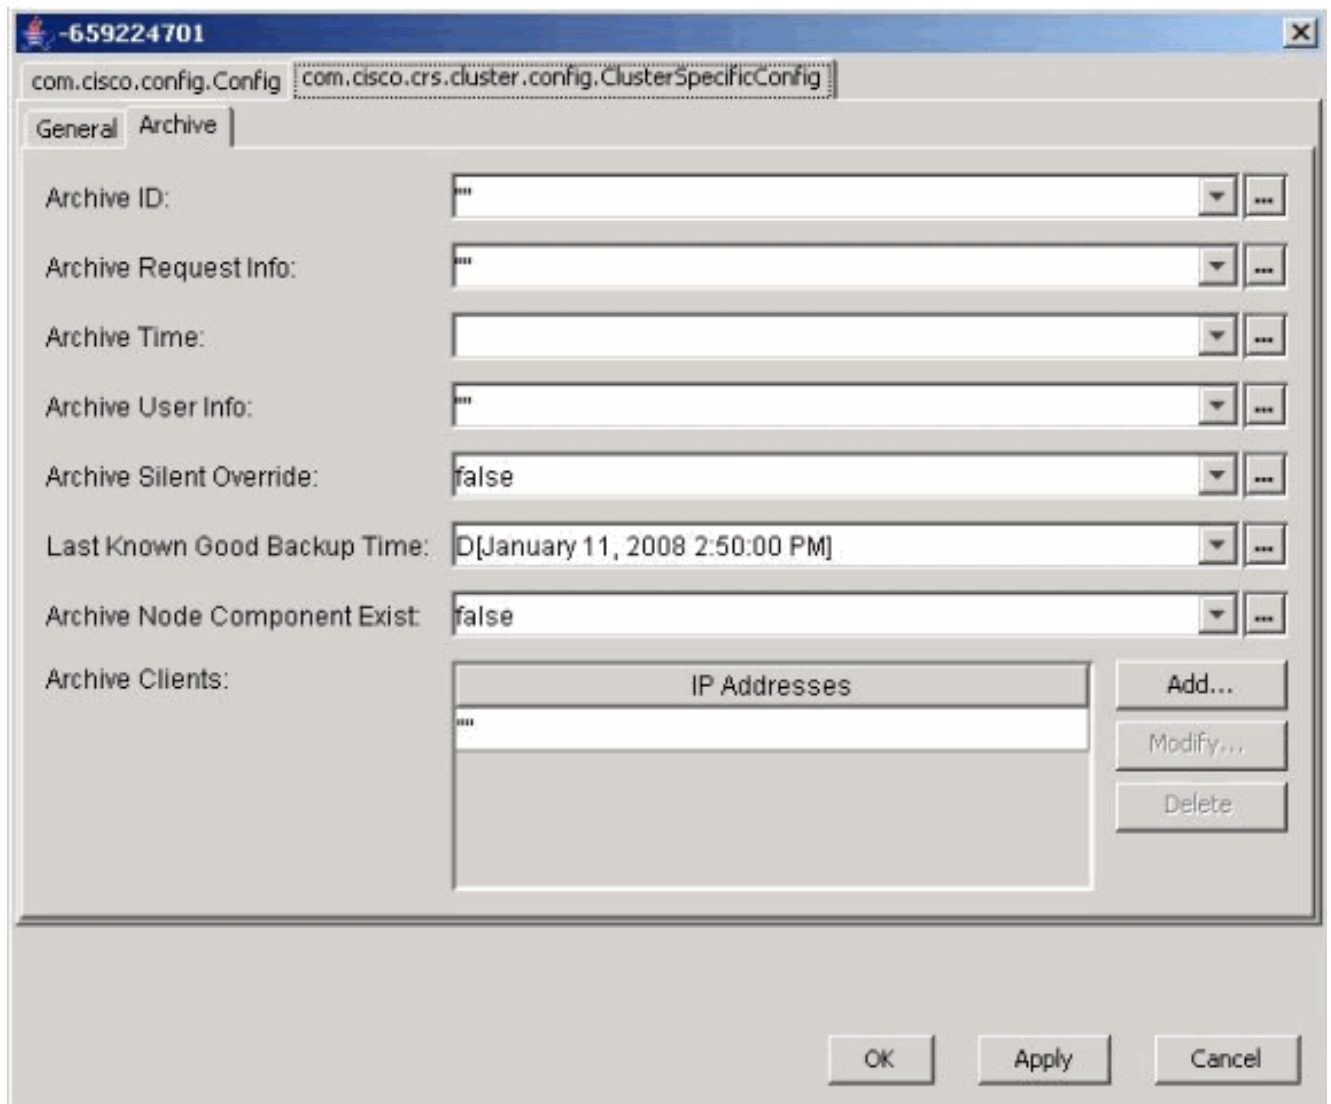 -659224701
com.cisco.config.Config com.cisco.crs.cluster.config.ClusterSpecificConfig
General Archive
Archive ID: "" ...
Archive Request Info: "" ...
Archive Time: ...
Archive User Info: "" ...
Archive Silent Override: false ...
Last Known Good Backup Time: D[January 11, 2008 2:50:00 PM] ...
Archive Node Component Exist: false ...
Archive Clients: IP Addresses Add...
"" Modify...
Delete
OK Apply Cancel